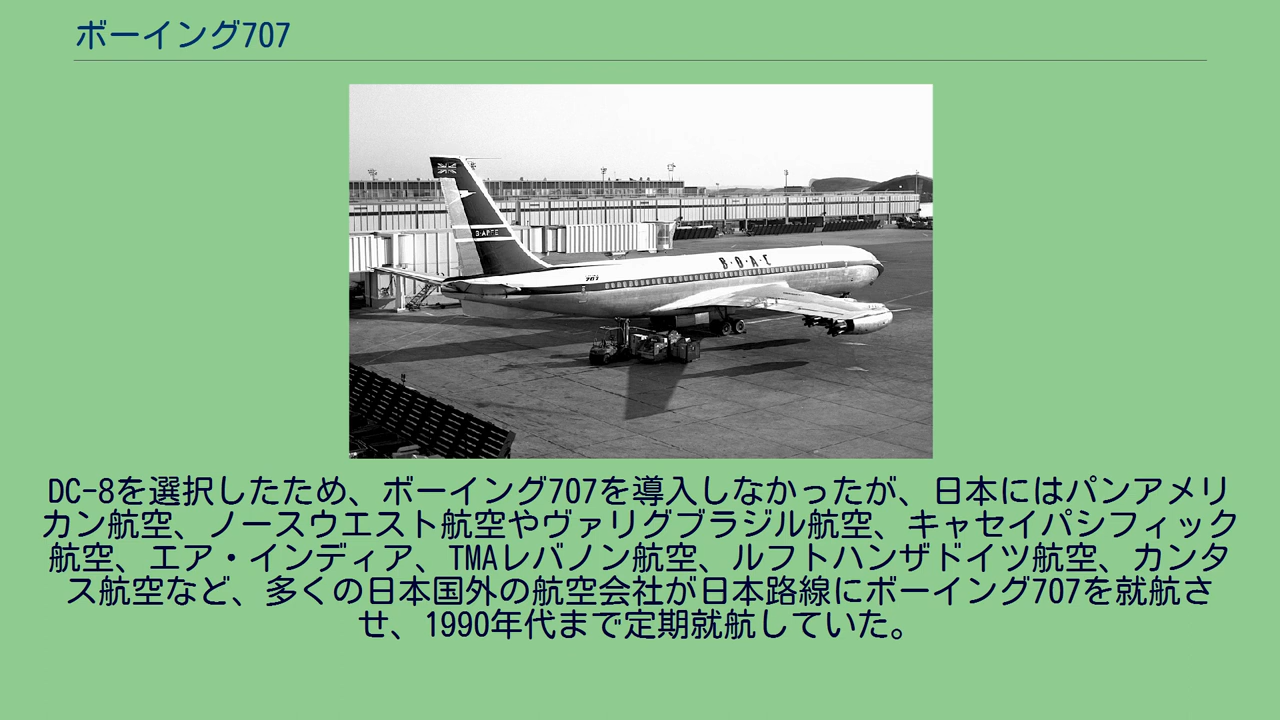 ボーイング707
B·O·A·C
707
DC-8を選択したため、ボーイング707を導入しなかったが、日本にはパンアメリ
カン航空、ノースウエスト航空やヴァリグブラジル航空、キャセイパシフィック
航空、エア・インディア、TMAレバノン航空、ルフトハンザドイツ航空、カンタ
ス航空など、多くの日本国外の航空会社が日本路線にボーイング707を就航さ
せ、1990年代まで定期就航していた。